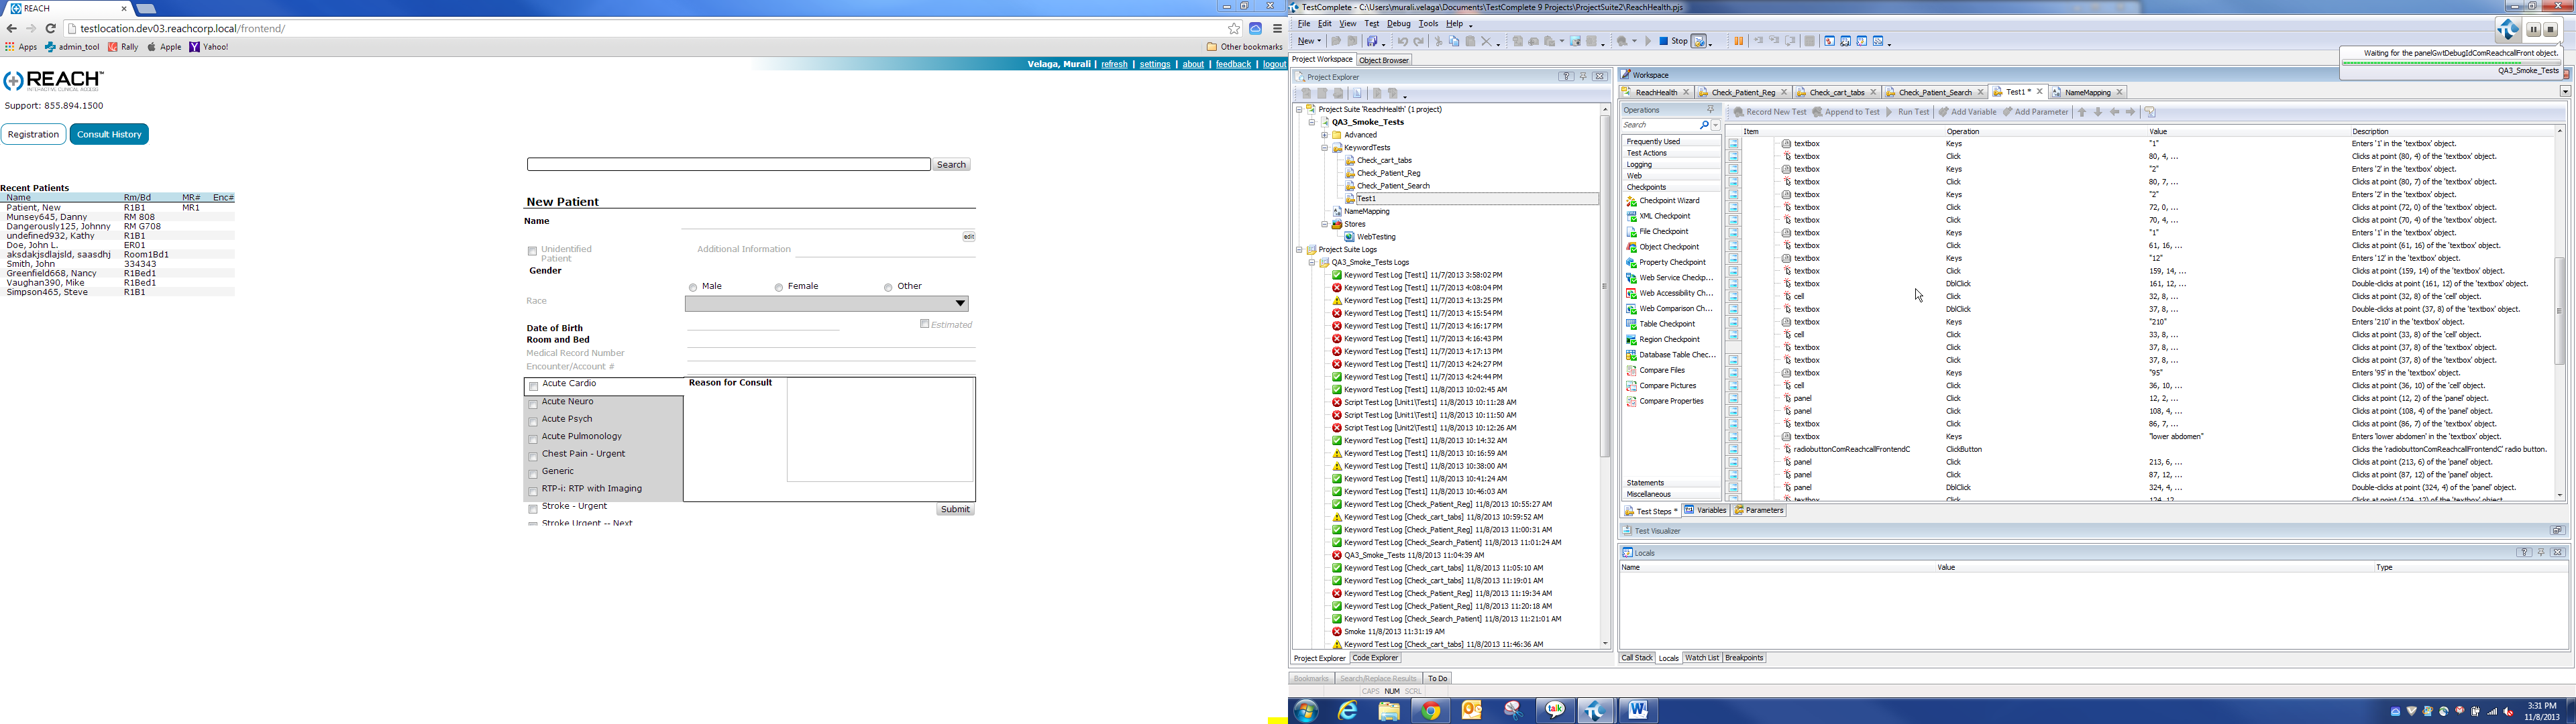 REACH
testlocation.dev03.reachcorp.local/frontend/
Apps admin_tool Rally Apple Yahoo! Other bookmarks
Velaga, Murali | refresh | settings | about | feedback | logout
REACH™
INTERACTIVE CLINICAL ACCESS
Support: 855.894.1500
Registration Consult History
Search
Recent Patients
Name Rm/Bd MR# Enc#
Patient, New R1B1 MR1
Munsey645, Danny RM 808
Dangerously125, Johnny RM G708
undefined932, Kathy R1B1
Doe, John L. ER01
aksdakjsdlajsld, saasdhj Room1Bd1
Smith, John 334343
Greenfield668, Nancy R1Bed1
Vaughan390, Mike R1Bed1
Simpson465, Steve R1B1
New Patient
Name
edit
Unidentified Patient Additional Information
Gender
Male Female Other
Race
Date of Birth Estimated
Room and Bed
Medical Record Number
Encounter/Account #
Acute Cardio Reason for Consult
Acute Neuro
Acute Psych
Acute Pulmonology
Chest Pain - Urgent
Generic
RTP-i: RTP with Imaging
Stroke - Urgent
Stroke Urgent -- Next
Submit
TestComplete - C:\Users\murali.velaga\Documents\TestComplete 9 Projects\ProjectSuite2\ReachHealth.pjs
File Edit View Test Debug Tools Help
New Stop
Waiting for the panelGwtDebugIdComReachcallFront object.
QA3_Smoke_Tests
Project Workspace Object Browser
Project Explorer
Project Suite 'ReachHealth' (1 project)
QA3_Smoke_Tests
Advanced
KeywordTests
Check_cart_tabs
Check_Patient_Reg
Check_Patient_Search
Test1
NameMapping
Stores
WebTesting
Project Suite Logs
QA3_Smoke_Tests Logs
Keyword Test Log [Test1] 11/7/2013 3:58:02 PM
Keyword Test Log [Test1] 11/7/2013 4:08:04 PM
Keyword Test Log [Test1] 11/7/2013 4:13:25 PM
Keyword Test Log [Test1] 11/7/2013 4:15:54 PM
Keyword Test Log [Test1] 11/7/2013 4:16:17 PM
Keyword Test Log [Test1] 11/7/2013 4:16:43 PM
Keyword Test Log [Test1] 11/7/2013 4:17:13 PM
Keyword Test Log [Test1] 11/7/2013 4:24:27 PM
Keyword Test Log [Test1] 11/7/2013 4:24:44 PM
Keyword Test Log [Test1] 11/8/2013 10:02:45 AM
Script Test Log [Unit1\Test1] 11/8/2013 10:11:28 AM
Script Test Log [Unit1\Test1] 11/8/2013 10:11:50 AM
Script Test Log [Unit2\Test1] 11/8/2013 10:12:26 AM
Keyword Test Log [Test1] 11/8/2013 10:14:32 AM
Keyword Test Log [Test1] 11/8/2013 10:16:59 AM
Keyword Test Log [Test1] 11/8/2013 10:38:00 AM
Keyword Test Log [Test1] 11/8/2013 10:41:24 AM
Keyword Test Log [Test1] 11/8/2013 10:46:03 AM
Keyword Test Log [Check_Patient_Reg] 11/8/2013 10:55:27 AM
Keyword Test Log [Check_cart_tabs] 11/8/2013 10:59:52 AM
Keyword Test Log [Check_Patient_Reg] 11/8/2013 11:00:31 AM
Keyword Test Log [Check_Search_Patient] 11/8/2013 11:01:24 AM
QA3_Smoke_Tests 11/8/2013 11:04:39 AM
Keyword Test Log [Check_cart_tabs] 11/8/2013 11:05:10 AM
Keyword Test Log [Check_cart_tabs] 11/8/2013 11:19:01 AM
Keyword Test Log [Check_Patient_Reg] 11/8/2013 11:19:34 AM
Keyword Test Log [Check_Patient_Reg] 11/8/2013 11:20:18 AM
Keyword Test Log [Check_Search_Patient] 11/8/2013 11:21:01 AM
Smoke 11/8/2013 11:31:19 AM
Keyword Test Log [Check_cart_tabs] 11/8/2013 11:46:36 AM
Project Explorer Code Explorer
Workspace
ReachHealth Check_Patient_Reg Check_cart_tabs Check_Patient_Search Test1 * NameMapping
Operations
Search
Frequently Used
Test Actions
Logging
Web
Checkpoints
Checkpoint Wizard
XML Checkpoint
File Checkpoint
Object Checkpoint
Property Checkpoint
Web Service Checkp...
Web Accessibility Ch...
Web Comparison Ch...
Table Checkpoint
Region Checkpoint
Database Table Chec...
Compare Files
Compare Pictures
Compare Properties
Statements
Miscellaneous
Record New Test Append to Test Run Test Add Variable Add Parameter
Item Operation Value Description
textbox Keys "1" Enters '1' in the 'textbox' object.
textbox Click 80, 4, ... Clicks at point (80, 4) of the 'textbox' object.
textbox Keys "2" Enters '2' in the 'textbox' object.
textbox Click 80, 7, ... Clicks at point (80, 7) of the 'textbox' object.
textbox Keys "2" Enters '2' in the 'textbox' object.
textbox Click 72, 0, ... Clicks at point (72, 0) of the 'textbox' object.
textbox Click 70, 4, ... Clicks at point (70, 4) of the 'textbox' object.
textbox Keys "1" Enters '1' in the 'textbox' object.
textbox Click 61, 16, ... Clicks at point (61, 16) of the 'textbox' object.
textbox Keys "12" Enters '12' in the 'textbox' object.
textbox Click 159, 14, ... Clicks at point (159, 14) of the 'textbox' object.
textbox DblClick 161, 12, ... Double-clicks at point (161, 12) of the 'textbox' object.
cell Click 32, 8, ... Clicks at point (32, 8) of the 'cell' object.
textbox DblClick 37, 8, ... Double-clicks at point (37, 8) of the 'textbox' object.
textbox Keys "210" Enters '210' in the 'textbox' object.
cell Click 33, 8, ... Clicks at point (33, 8) of the 'cell' object.
textbox Click 37, 8, ... Clicks at point (37, 8) of the 'textbox' object.
textbox Click 37, 8, ... Clicks at point (37, 8) of the 'textbox' object.
textbox Keys "95" Enters '95' in the 'textbox' object.
cell Click 36, 10, ... Clicks at point (36, 10) of the 'cell' object.
panel Click 12, 2, ... Clicks at point (12, 2) of the 'panel' object.
panel Click 108, 4, ... Clicks at point (108, 4) of the 'panel' object.
textbox Click 86, 7, ... Clicks at point (86, 7) of the 'textbox' object.
textbox Keys "lower abdomen" Enters 'lower abdomen' in the 'textbox' object.
radiobuttonComReachcallFrontendC ClickButton Clicks the 'radiobuttonComReachcallFrontendC' radio button.
panel Click 213, 6, ... Clicks at point (213, 6) of the 'panel' object.
panel Click 87, 12, ... Clicks at point (87, 12) of the 'panel' object.
panel DblClick 324, 4, ... Double-clicks at point (324, 4) of the 'panel' object.
textbox Click 124, 12, ... Clicks at point (124, 12) of the 'textbox' object.
Test Steps * Variables Parameters
Test Visualizer
Locals
Name Value Type
Call Stack Locals Watch List Breakpoints
Bookmarks Search/Replace Results To Do
CAPS NUM SCRL
talk
3:31 PM
11/8/2013